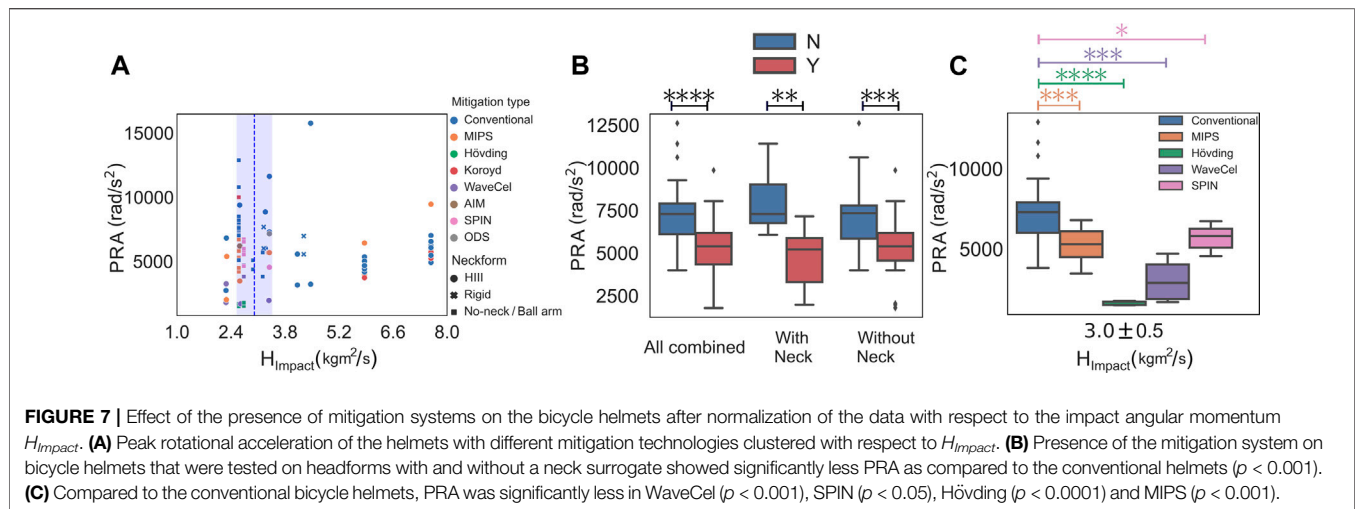 A
PRA (rad/s²)
15000
10000
5000
0
1.0 2.4 3.8 5.2 6.6 8.0
H_Impact(kgm²/s)
Mitigation type
Conventional
MIPS
Hövding
Koroyd
WaveCel
AIM
SPIN
ODS
Neckform
HIII
Rigid
No-neck / Ball arm
B
N
Y
**** ** ***
PRA (rad/s²)
12500
10000
7500
5000
2500
All combined
With
Neck
Without
Neck
C
*
***
****
***
Conventional
MIPS
Hövding
WaveCel
SPIN
PRA (rad/s²)
10000
5000
3.0 ± 0.5
H_Impact(kgm²/s)
FIGURE 7 | Effect of the presence of mitigation systems on the bicycle helmets after normalization of the data with respect to the impact angular momentum
H_Impact. (A) Peak rotational acceleration of the helmets with different mitigation technologies clustered with respect to H_Impact. (B) Presence of the mitigation system on
bicycle helmets that were tested on headforms with and without a neck surrogate showed significantly less PRA as compared to the conventional helmets (p < 0.001).
(C) Compared to the conventional bicycle helmets, PRA was significantly less in WaveCel (p < 0.001), SPIN (p < 0.05), Hövding (p < 0.0001) and MIPS (p < 0.001).